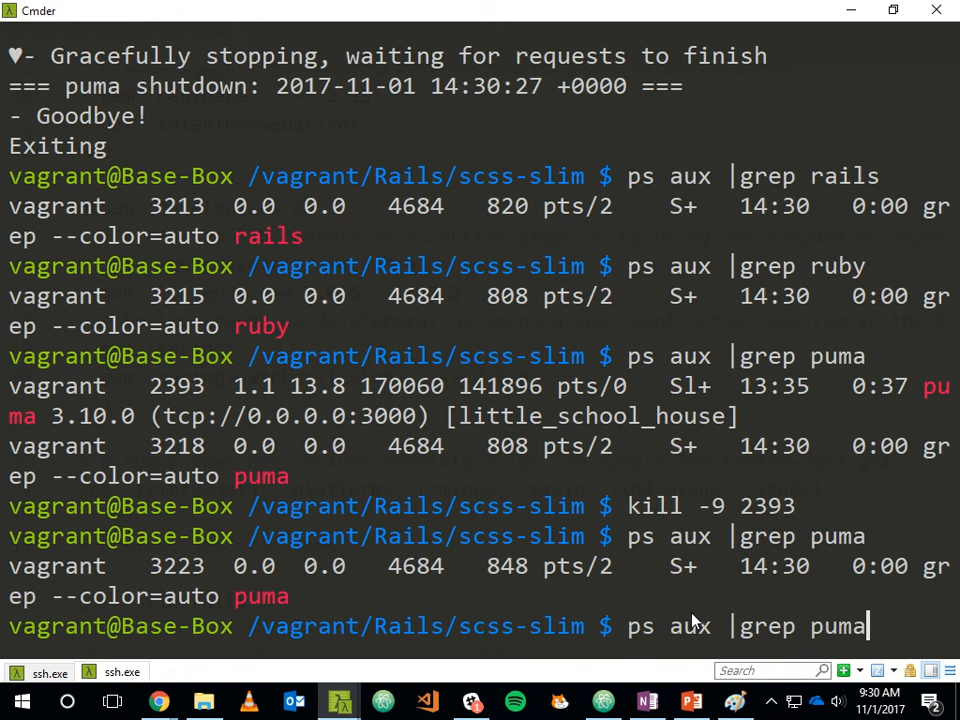 Cmder
♥- Gracefully stopping, waiting for requests to finish
=== puma shutdown: 2017-11-01 14:30:27 +0000 ===
- Goodbye!
Exiting
vagrant@Base-Box /vagrant/Rails/scss-slim $ ps aux |grep rails
vagrant 3213 0.0 0.0 4684 820 pts/2 S+ 14:30 0:00 gr
ep --color=auto rails
vagrant@Base-Box /vagrant/Rails/scss-slim $ ps aux |grep ruby
vagrant 3215 0.0 0.0 4684 808 pts/2 S+ 14:30 0:00 gr
ep --color=auto ruby
vagrant@Base-Box /vagrant/Rails/scss-slim $ ps aux |grep puma
vagrant 2393 1.1 13.8 170060 141896 pts/0 Sl+ 13:35 0:37 pu
ma 3.10.0 (tcp://0.0.0.0:3000) [little_school_house]
vagrant 3218 0.0 0.0 4684 808 pts/2 S+ 14:30 0:00 gr
ep --color=auto puma
vagrant@Base-Box /vagrant/Rails/scss-slim $ kill -9 2393
vagrant@Base-Box /vagrant/Rails/scss-slim $ ps aux |grep puma
vagrant 3223 0.0 0.0 4684 848 pts/2 S+ 14:30 0:00 gr
ep --color=auto puma
vagrant@Base-Box /vagrant/Rails/scss-slim $ ps aux |grep puma
ssh.exe ssh.exe Search
9:30 AM
11/1/2017
2